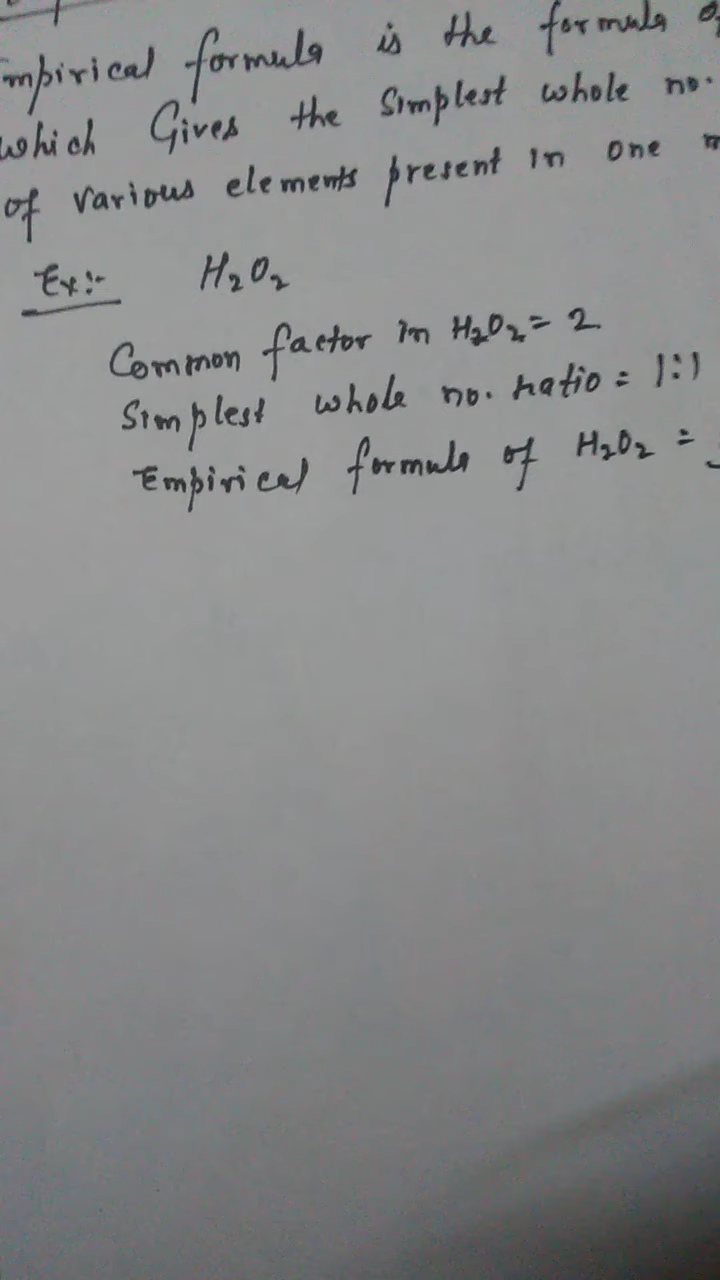 mpirical formula is the formula
which Gives the Simplest whole no.
of various elements present in one
Ex:-
H₂O₂
Common factor in H₂O₂ = 2
Simplest whole no. ratio = 1:1
Empirical formula of H₂O₂ =